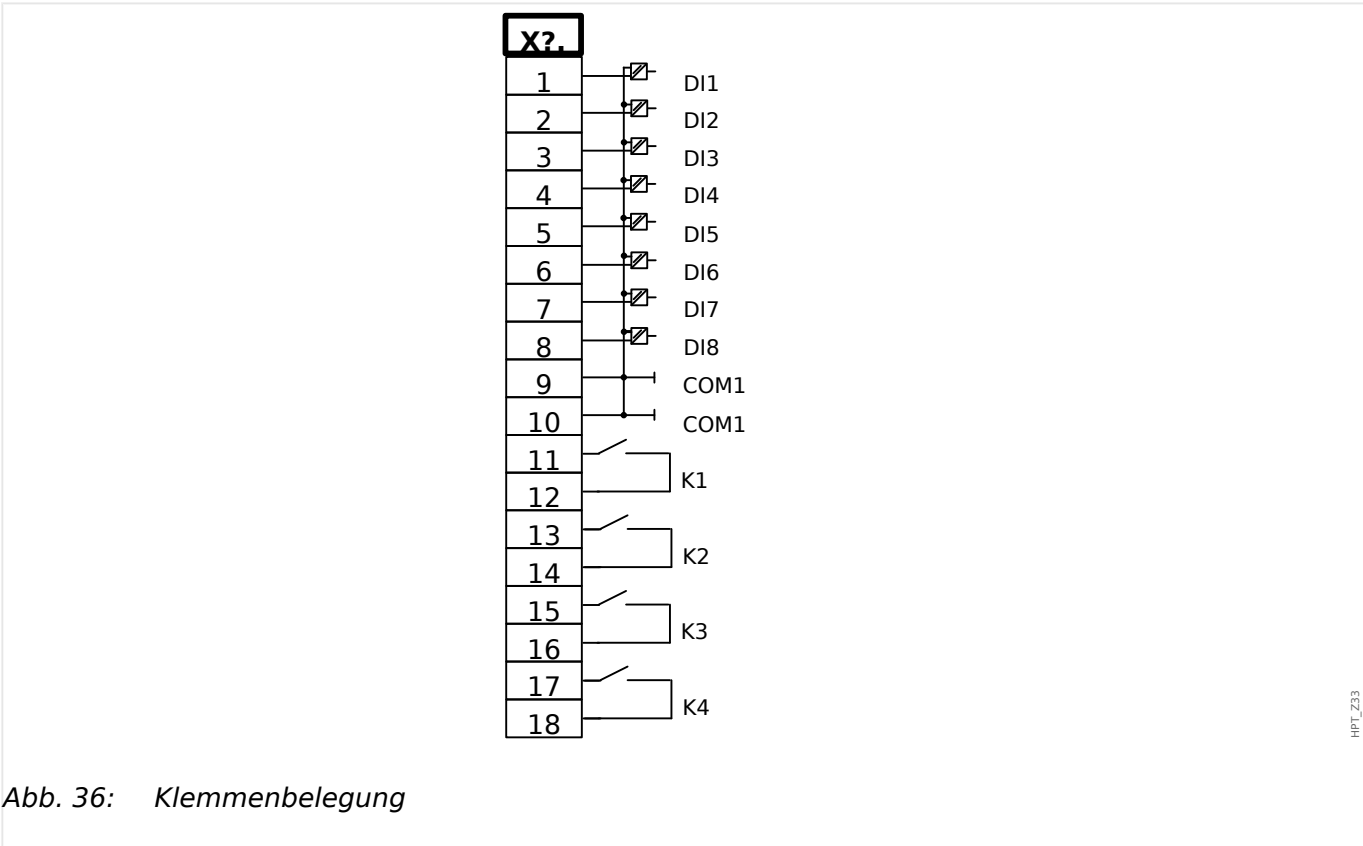 X?.
1 DI1
2 DI2
3 DI3
4 DI4
5 DI5
6 DI6
7 DI7
8 DI8
9 COM1
10 COM1
11
K1
12
13
K2
14
15
K3
16
17
K4
18
HPT_Z33
Abb. 36: Klemmenbelegung